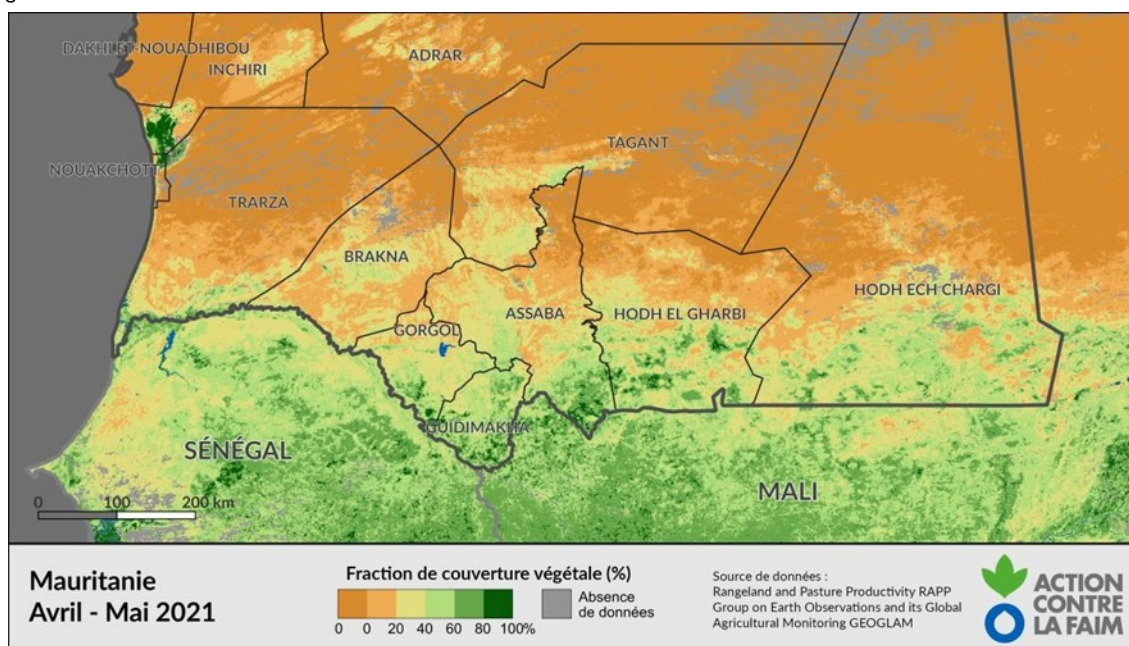 g
DAKHLET-NOUADHIBOU
INCHIRI
ADRAR
TAGANT
NOUAKCHOTT
TRARZA
BRAKNA
HODH ECH CHARGI
ASSABA
HODH EL GHARBI
GORGOL
GUIDIMAKHA
SÉNÉGAL
MALI
0 100 200 km
Mauritanie
Avril - Mai 2021
Fraction de couverture végétale (%)
0 0 20 40 60 80 100%
Absence
de données
Source de données :
Rangeland and Pasture Productivity RAPP
Group on Earth Observations and its Global
Agricultural Monitoring GEOGLAM
ACTION
CONTRE
LA FAIM